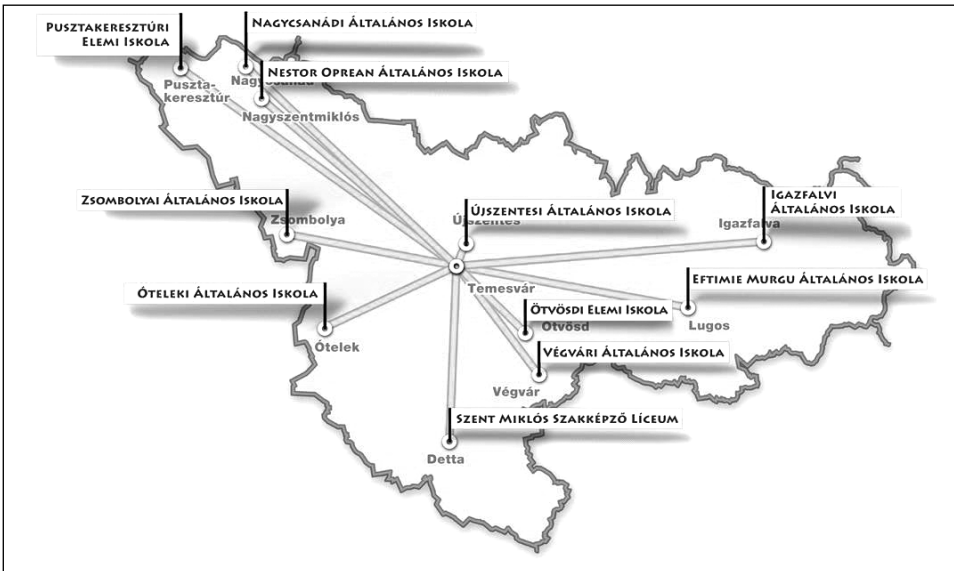 Pusztakeresztúri
Elemi Iskola
Nagycsanádi Általános Iskola
Nestor Oprean Általános Iskola
Puszta-
keresztúr
Nagycsanád
Nagyszentmiklós
Zsombolyai Általános Iskola
Zsombolya
Újszentesi Általános Iskola
Újszentes
Igazfalvi
Általános Iskola
Igazfalva
Temesvár
Eftimie Murgu Általános Iskola
Lugos
Óteleki Általános Iskola
Ótelek
Ötvösdi Elemi Iskola
Ötvösd
Végvári Általános Iskola
Végvár
Szent Miklós Szakképző Líceum
Detta